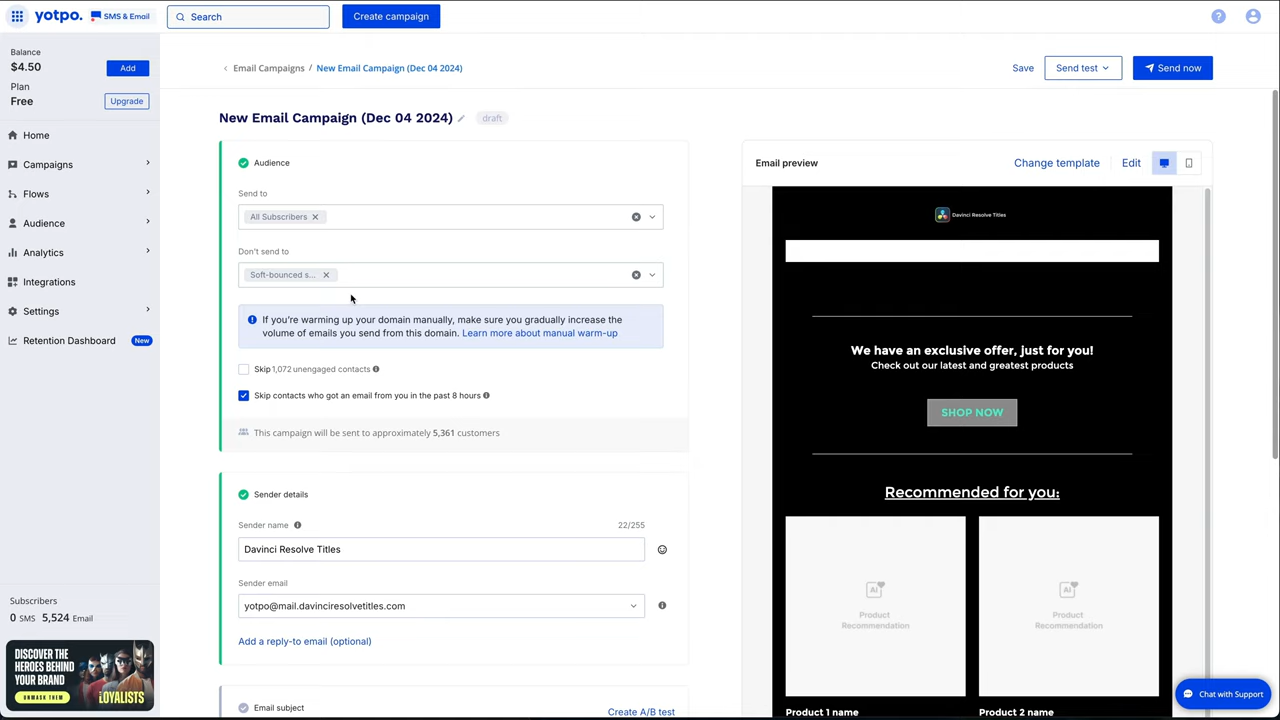 yotpo. SMS & Email
Search
Create campaign
Balance
$4.50
Add
Plan
Free
Upgrade
Home
Campaigns
Flows
Audience
Analytics
Integrations
Settings
Retention Dashboard New
Subscribers
0 SMS 5,524 Email
DISCOVER THE
HEROES BEHIND
YOUR BRAND
UNMASK THEM
LOYALISTS
Email Campaigns / New Email Campaign (Dec 04 2024)
Save
Send test
Send now
New Email Campaign (Dec 04 2024)
draft
Audience
Send to
All Subscribers
Don't send to
Soft-bounced s...
If you're warming up your domain manually, make sure you gradually increase the
volume of emails you send from this domain. Learn more about manual warm-up
Skip 1,072 unengaged contacts
Skip contacts who got an email from you in the past 8 hours
This campaign will be sent to approximately 5,361 customers
Sender details
Sender name
22/255
Davinci Resolve Titles
Sender email
yotpo@mail.davinciresolvetitles.com
Add a reply-to email (optional)
Email subject
Create A/B test
Email preview
Change template
Edit
Davinci Resolve Titles
We have an exclusive offer, just for you!
Check out our latest and greatest products
SHOP NOW
Recommended for you:
AI
Product
Recommendation
AI
Product
Recommendation
Product 1 name
Product 2 name
Chat with Support